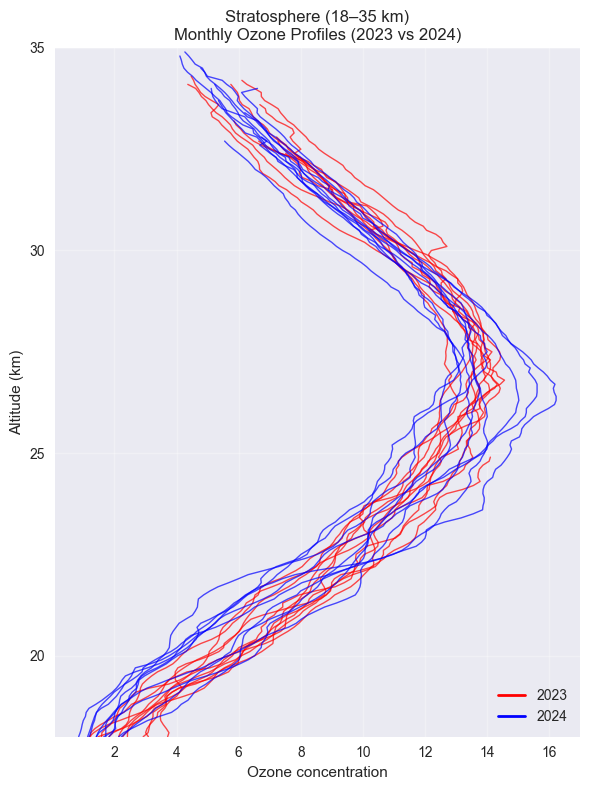 Stratosphere (18–35 km)
Monthly Ozone Profiles (2023 vs 2024)
35
30
25
20
Altitude (km)
2 4 6 8 10 12 14 16
Ozone concentration
2023
2024